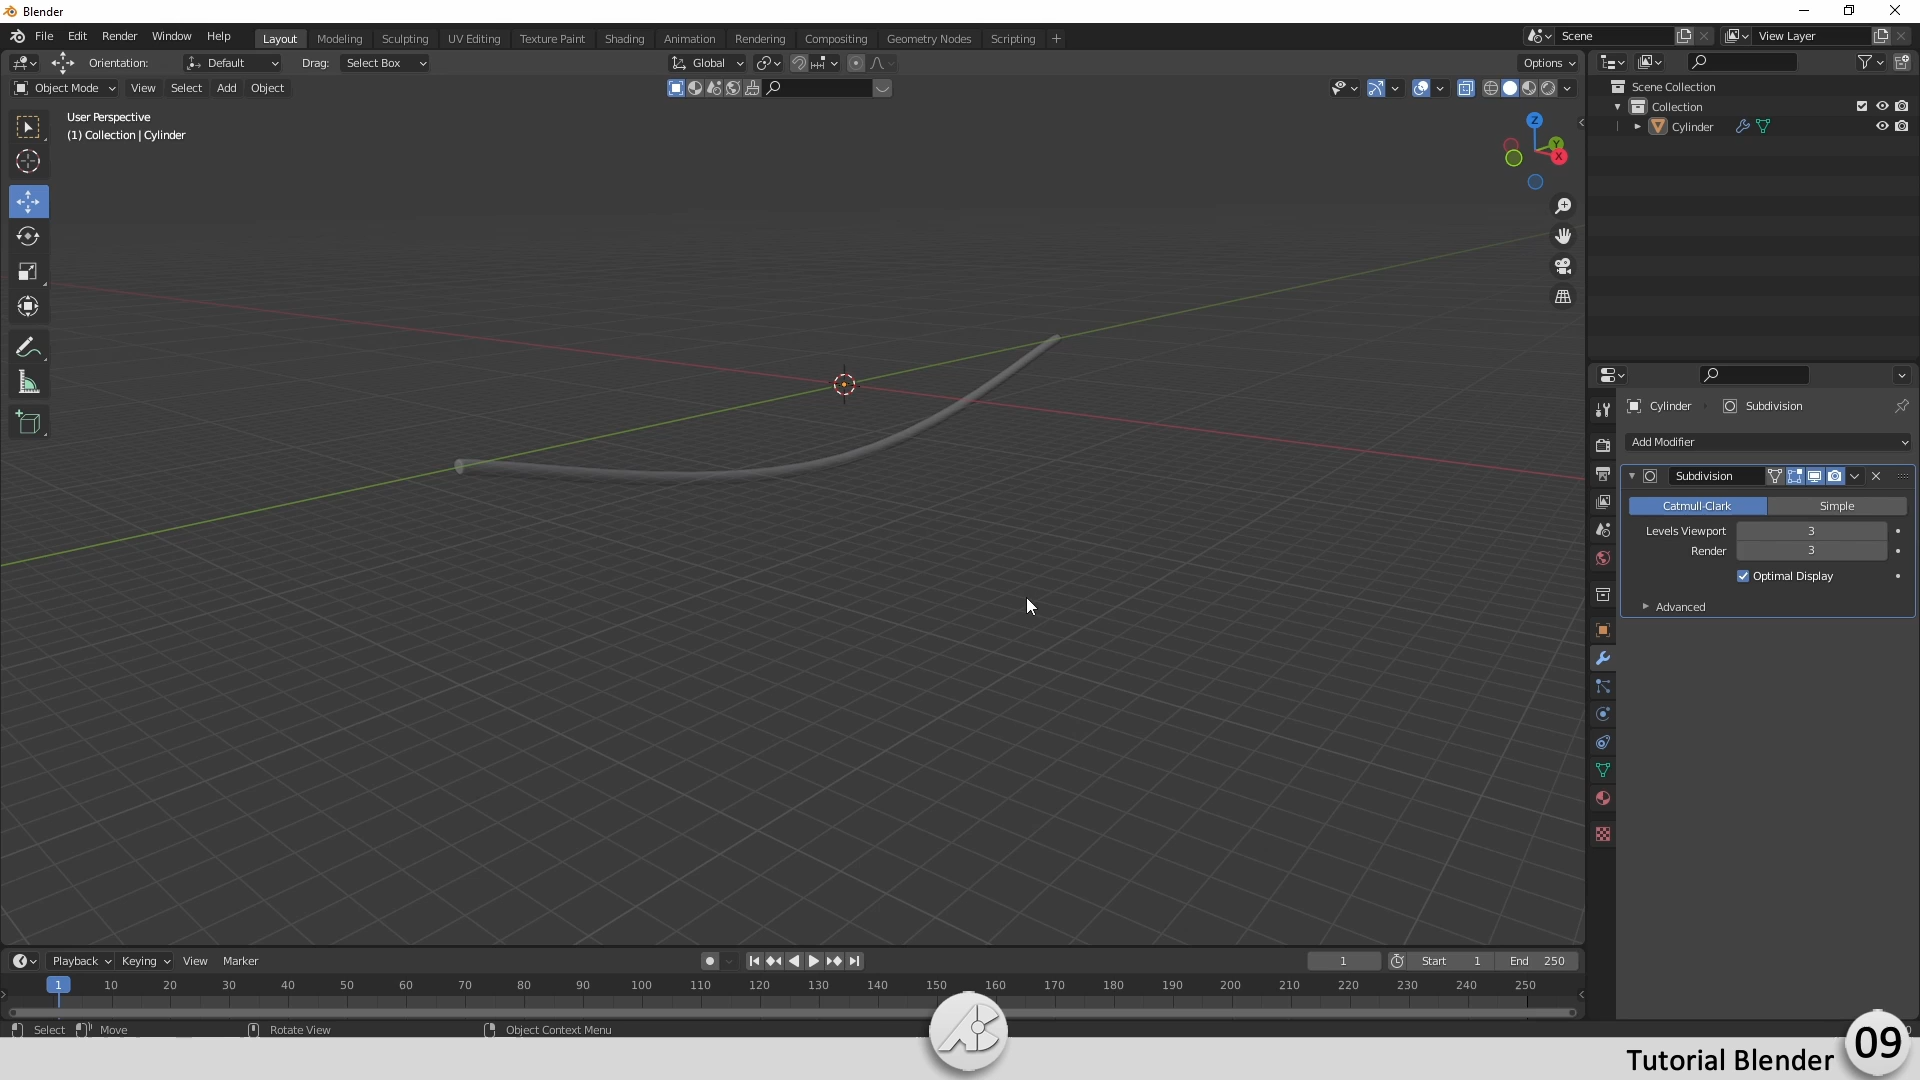 Blender
File Edit Render Window Help Layout Modeling Sculpting UV Editing Texture Paint Shading Animation Rendering Compositing Geometry Nodes Scripting + Scene View Layer
Orientation: Default Drag: Select Box Global Options
Object Mode View Select Add Object
User Perspective
(1) Collection | Cylinder
Z
Y
X
Scene Collection
Collection
Cylinder
Cylinder Subdivision
Add Modifier
Subdivision
Catmull-Clark Simple
Levels Viewport 3
Render 3
Optimal Display
Advanced
Playback Keying View Marker 1 Start 1 End 250
1 10 20 30 40 50 60 70 80 90 100 110 120 130 140 150 160 170 180 190 200 210 220 230 240 250
Select Move Rotate View Object Context Menu
Tutorial Blender 09